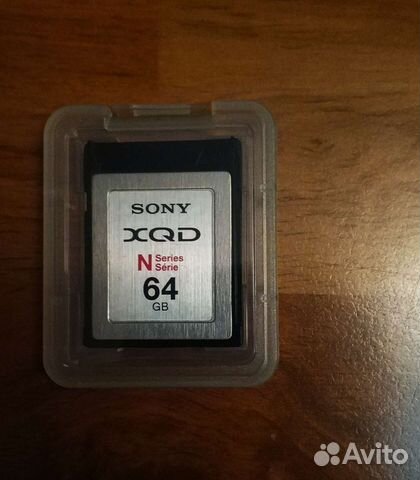 SONY
XQD
N Series
Série
64
GB
Avito